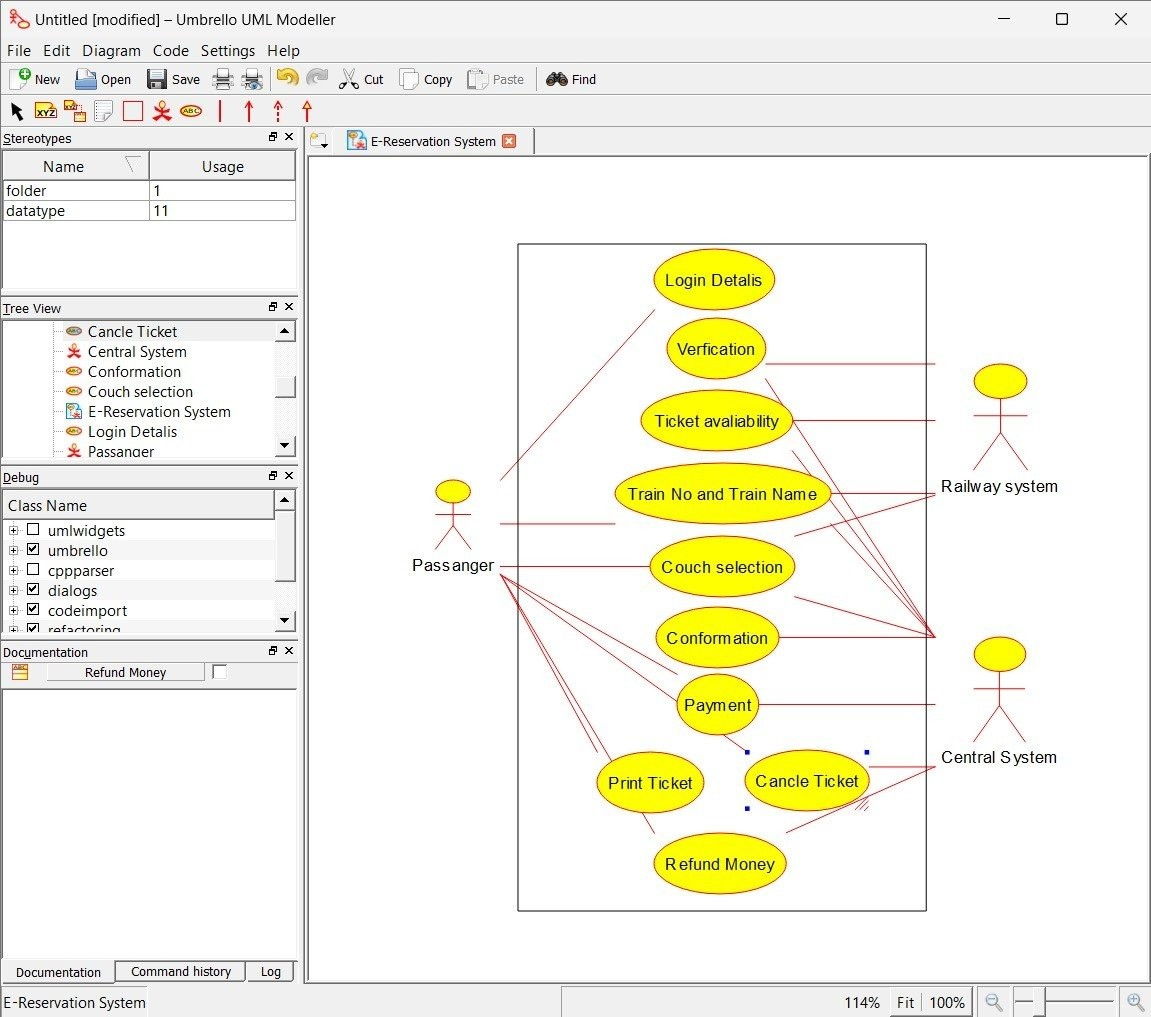 Untitled [modified] – Umbrello UML Modeller
File Edit Diagram Code Settings Help
New Open Save Cut Copy Paste Find
XYZ ABC
Stereotypes
Name Usage
folder 1
datatype 11
Tree View
Cancle Ticket
Central System
Conformation
Couch selection
E-Reservation System
Login Detalis
Passanger
Debug
Class Name
umlwidgets
umbrello
cppparser
dialogs
codeimport
refactoring
Documentation
Refund Money
Documentation Command history Log
E-Reservation System
E-Reservation System
Login Detalis
Verfication
Ticket avaliability
Train No and Train Name
Railway system
Passanger
Couch selection
Conformation
Payment
Central System
Print Ticket
Cancle Ticket
Refund Money
114% Fit 100%